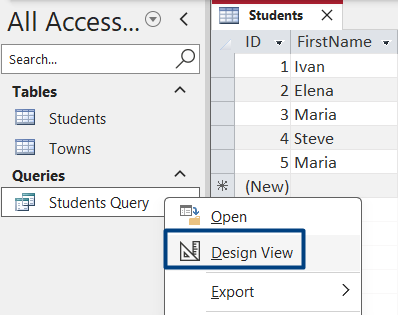 All Access...
Search...
Tables
Students
Towns
Queries
Students Query
Students
ID FirstName
1 Ivan
2 Elena
3 Maria
4 Steve
5 Maria
(New)
Open
Design View
Export